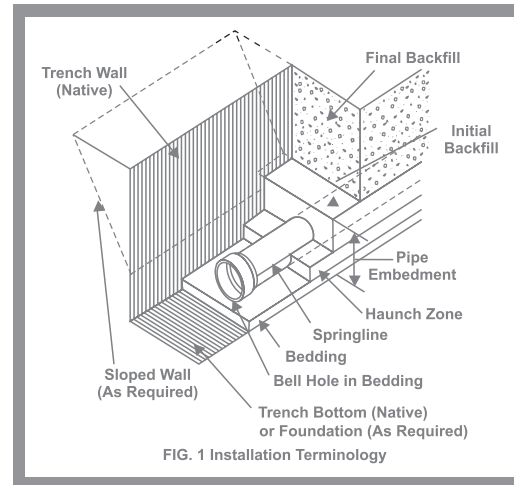 Final Backfill
Trench Wall
(Native)
Initial
Backfill
Pipe
Embedment
Haunch Zone
Springline
Bedding
Sloped Wall
(As Required)
Bell Hole in Bedding
Trench Bottom (Native)
or Foundation (As Required)
FIG. 1 Installation Terminology